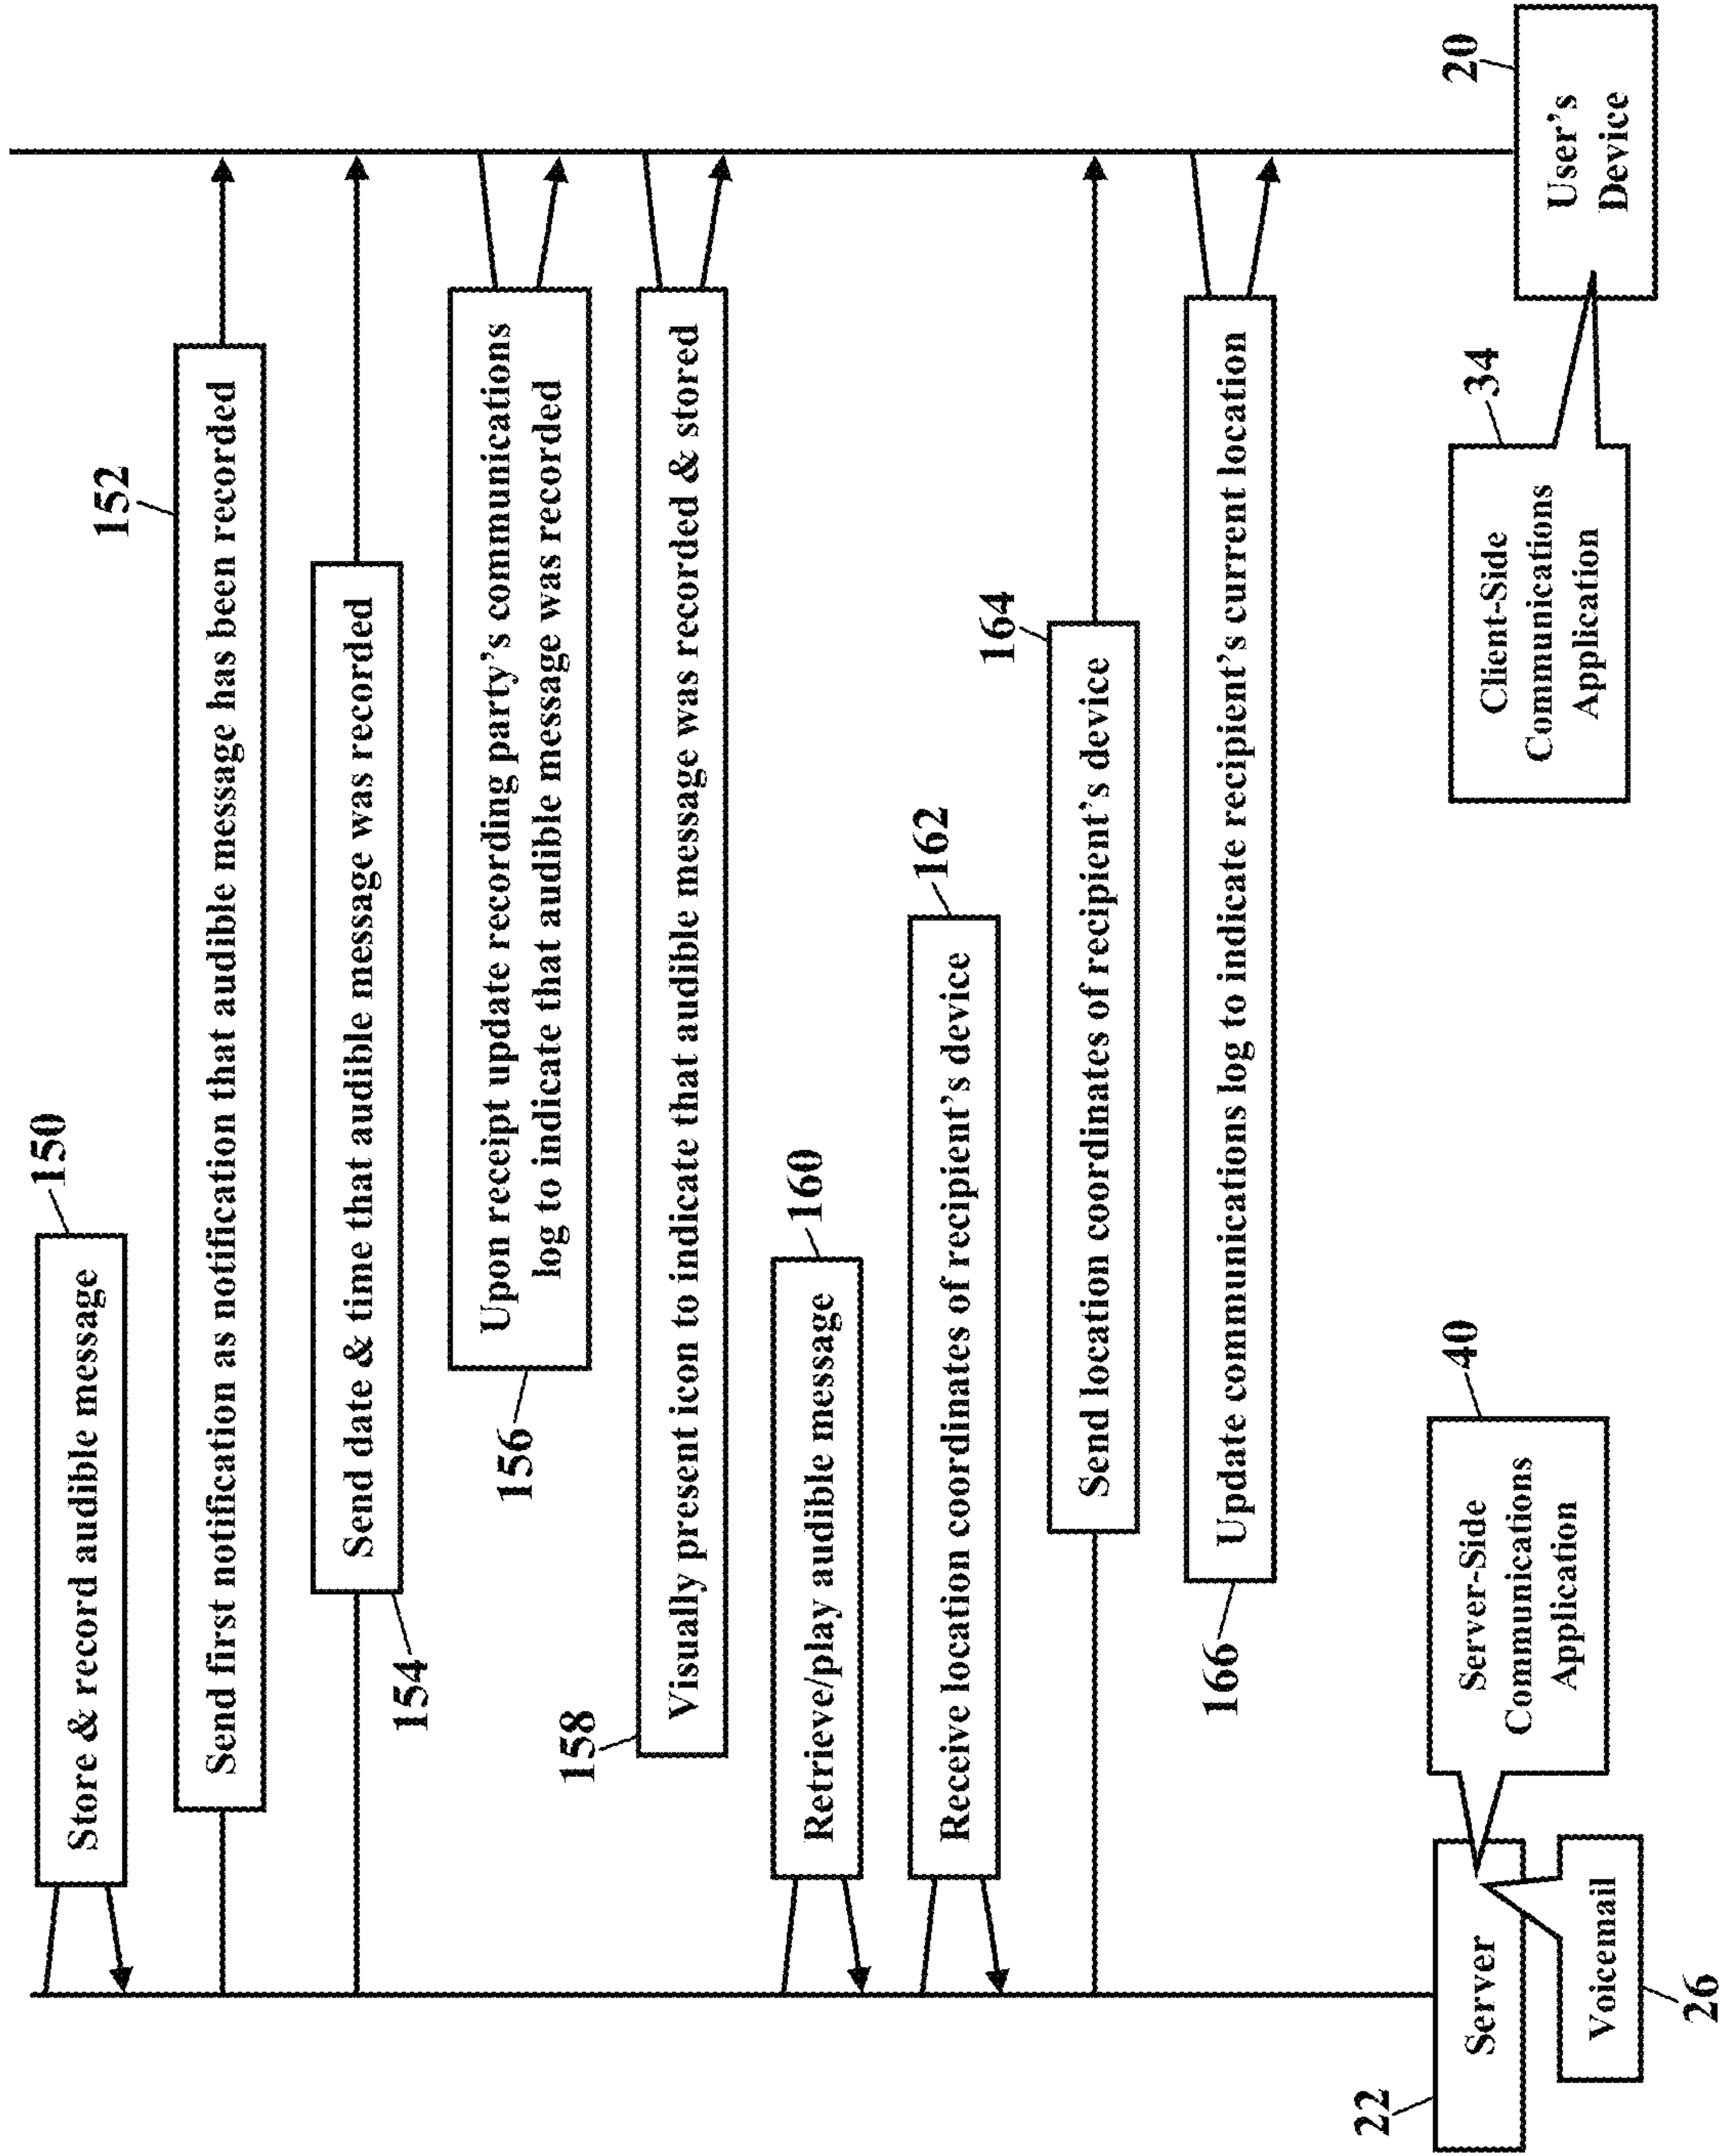 150
Store & record audible message
152
Send first notification as notification that audible message has been recorded
Send date & time that audible message was recorded
154
Upon receipt update recording party's communications
log to indicate that audible message was recorded
156
Visually present icon to indicate that audible message was recorded & stored
158
Retrieve/play audible message
160
Receive location coordinates of recipient's device
162
Send location coordinates of recipient's device
164
Update communications log to indicate recipient's current location
166
22
Server
Server-Side
Communications
Application
40
Voicemail
26
Client-Side
Communications
Application
34
User's
Device
20